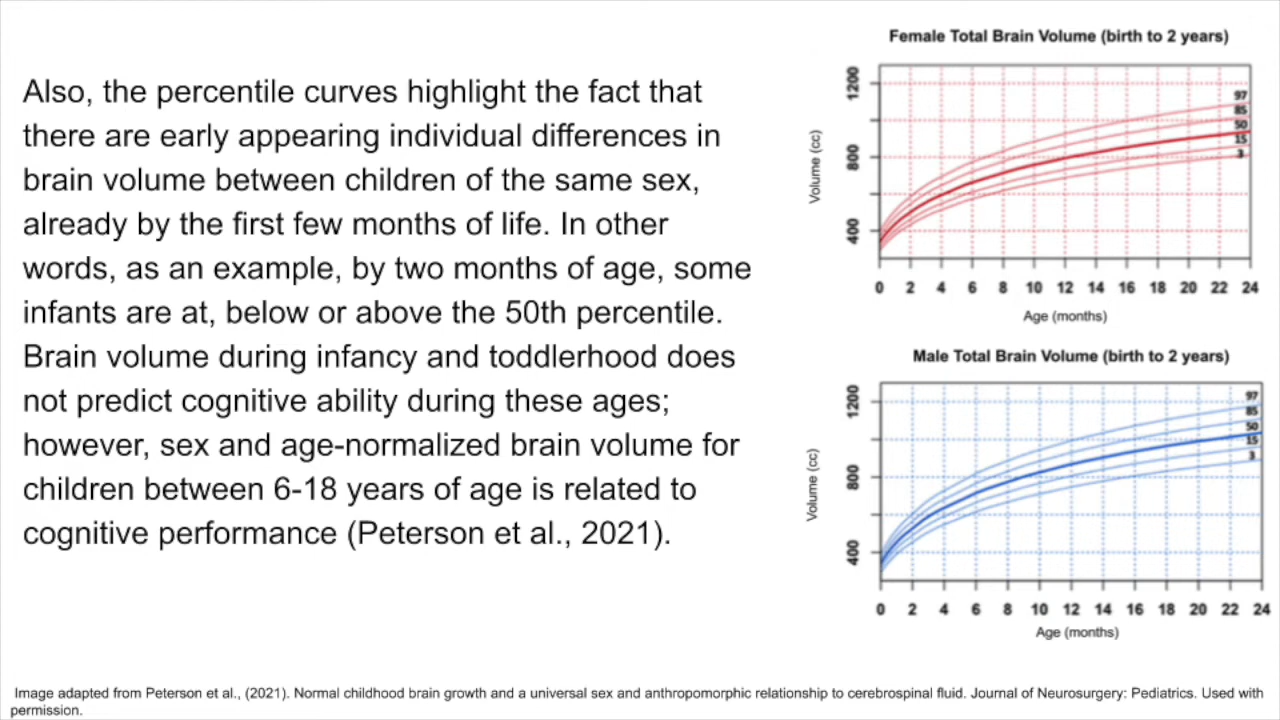 Also, the percentile curves highlight the fact that
there are early appearing individual differences in
brain volume between children of the same sex,
already by the first few months of life. In other
words, as an example, by two months of age, some
infants are at, below or above the 50th percentile.
Brain volume during infancy and toddlerhood does
not predict cognitive ability during these ages;
however, sex and age-normalized brain volume for
children between 6-18 years of age is related to
cognitive performance (Peterson et al., 2021).
Female Total Brain Volume (birth to 2 years)
Volume (cc)
1200
800
400
97
85
50
15
3
0 2 4 6 8 10 12 14 16 18 20 22 24
Age (months)
Male Total Brain Volume (birth to 2 years)
Volume (cc)
1200
800
400
97
85
50
15
3
0 2 4 6 8 10 12 14 16 18 20 22 24
Age (months)
Image adapted from Peterson et al., (2021). Normal childhood brain growth and a universal sex and anthropomorphic relationship to cerebrospinal fluid. Journal of Neurosurgery: Pediatrics. Used with
permission.